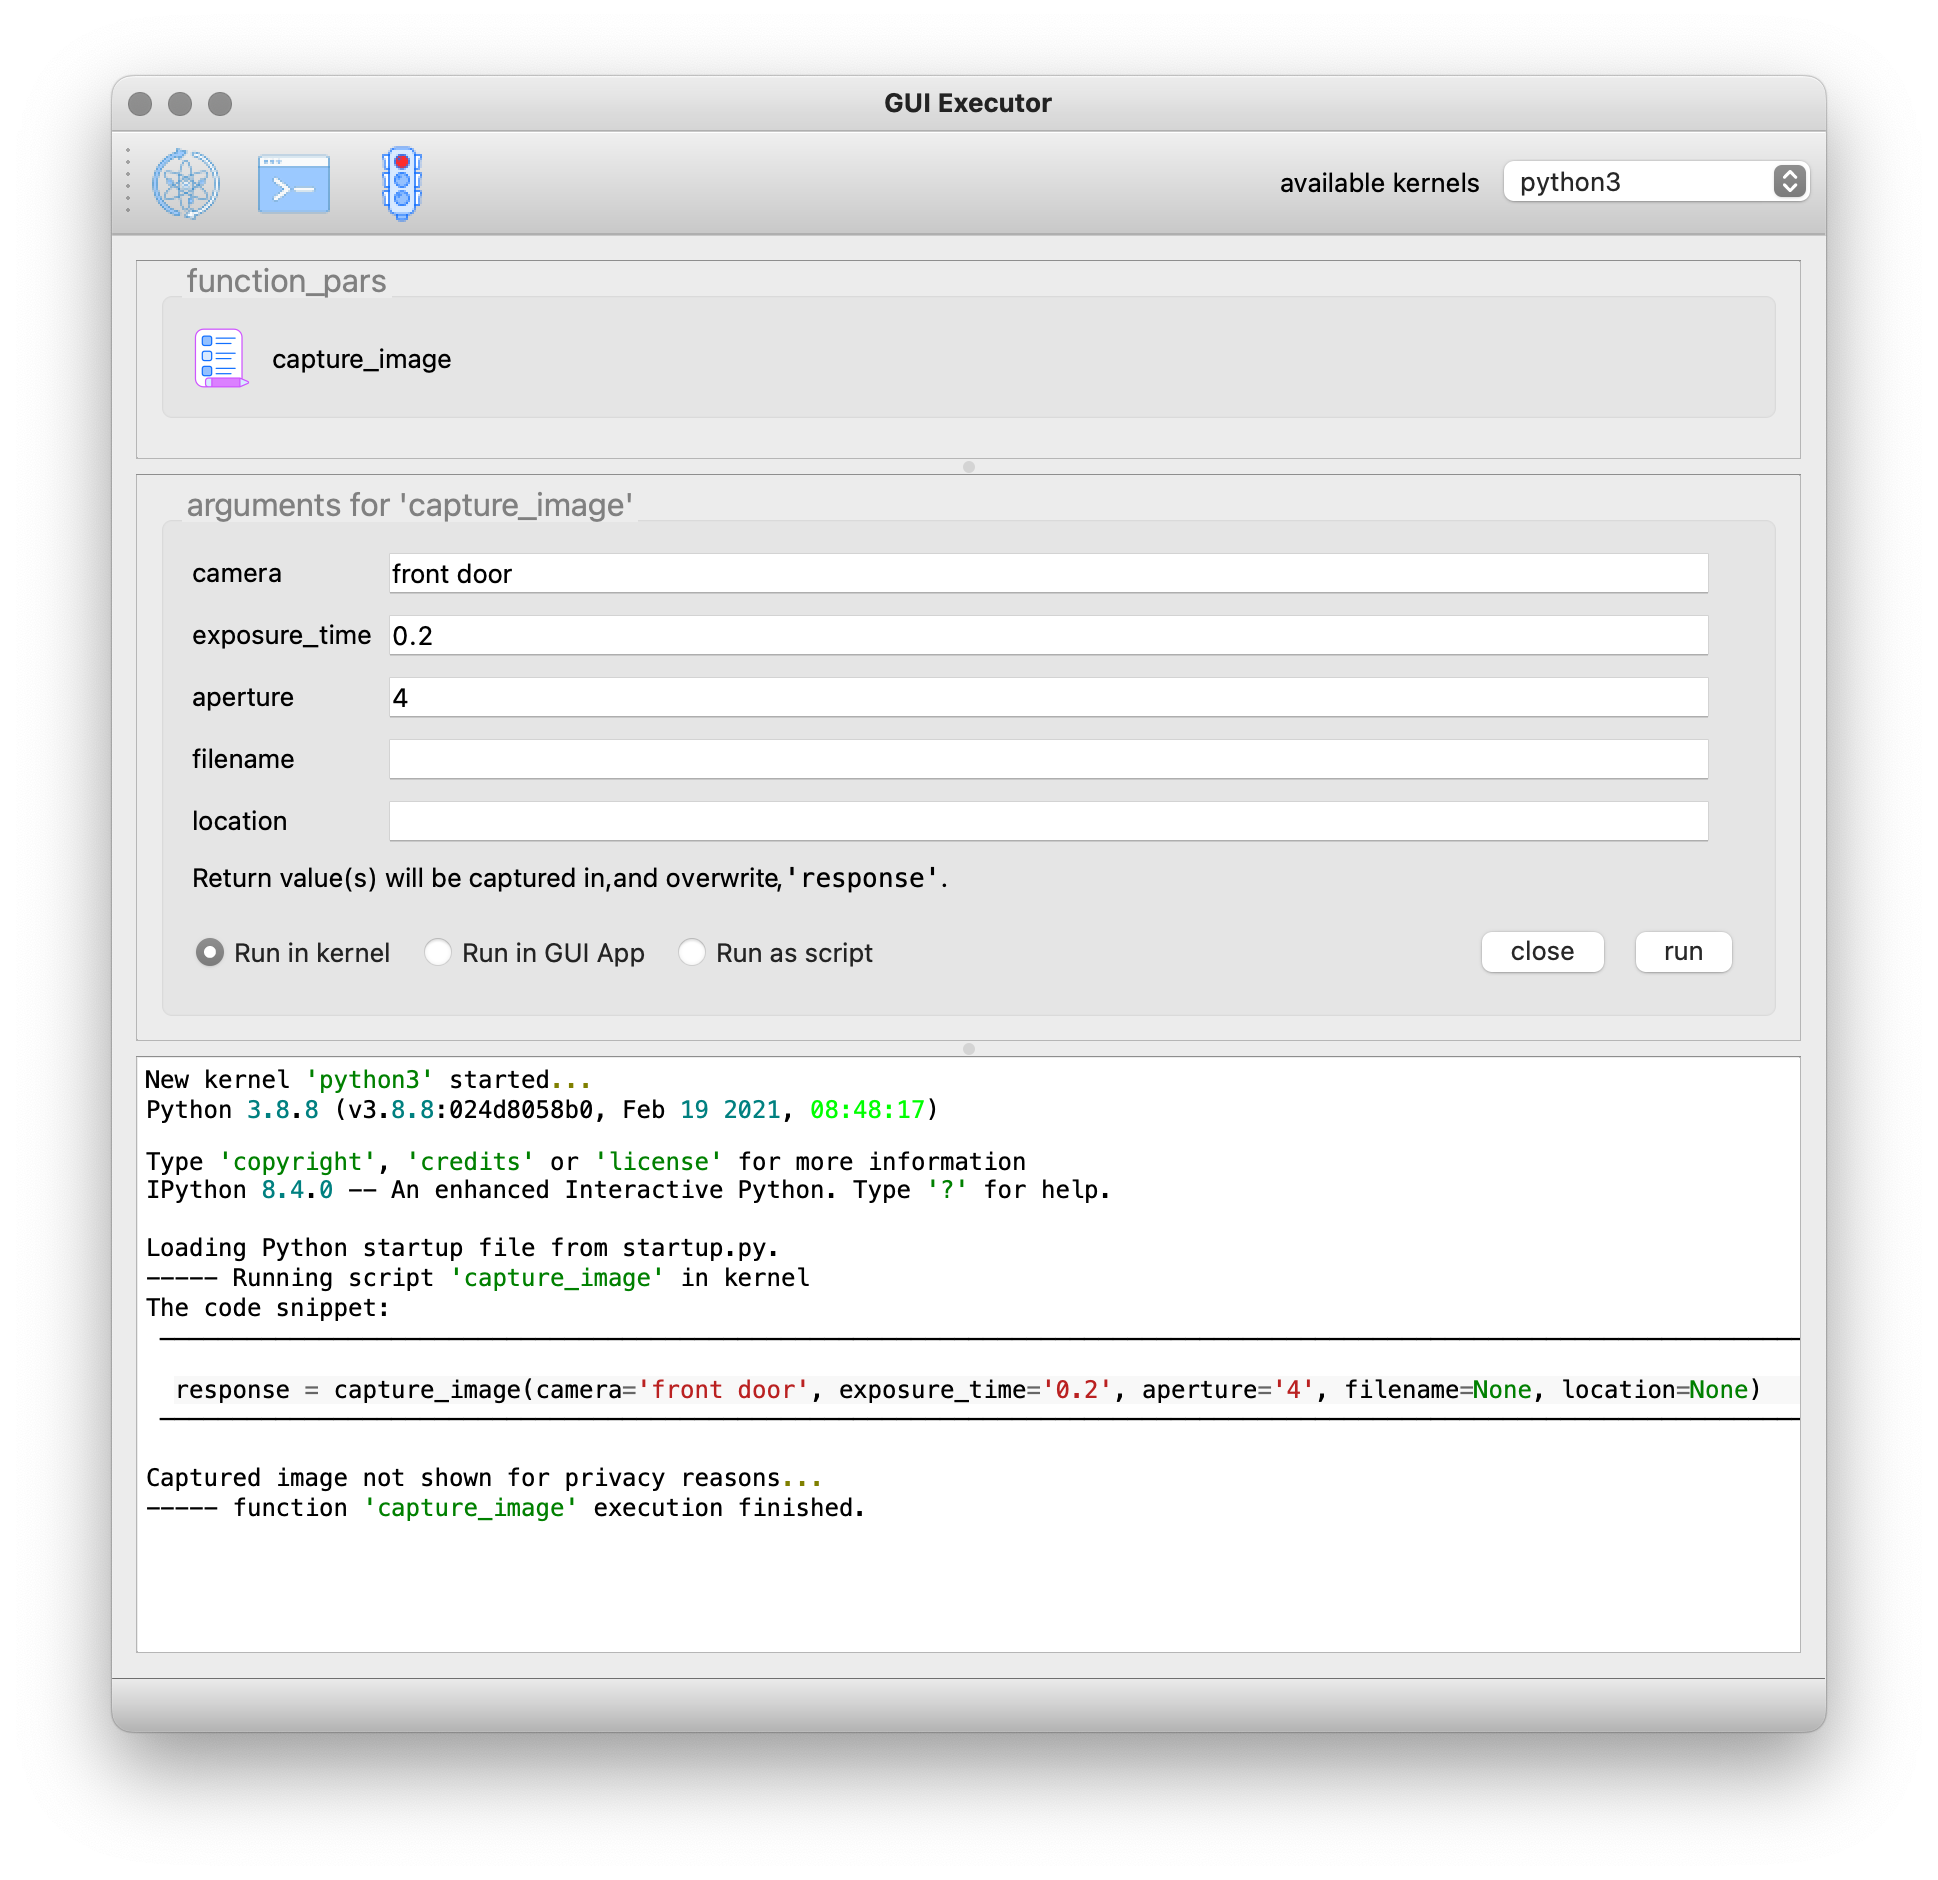 GUI Executor
available kernels python3
function_pars
capture_image
arguments for 'capture_image'
camera front door
exposure_time 0.2
aperture 4
filename
location
Return value(s) will be captured in,and overwrite,'response'.
Run in kernel Run in GUI App Run as script close run
New kernel 'python3' started...
Python 3.8.8 (v3.8.8:024d8058b0, Feb 19 2021, 08:48:17)
Type 'copyright', 'credits' or 'license' for more information
IPython 8.4.0 -- An enhanced Interactive Python. Type '?' for help.
Loading Python startup file from startup.py.
----- Running script 'capture_image' in kernel
The code snippet:
response = capture_image(camera='front door', exposure_time='0.2', aperture='4', filename=None, location=None)
Captured image not shown for privacy reasons...
----- function 'capture_image' execution finished.